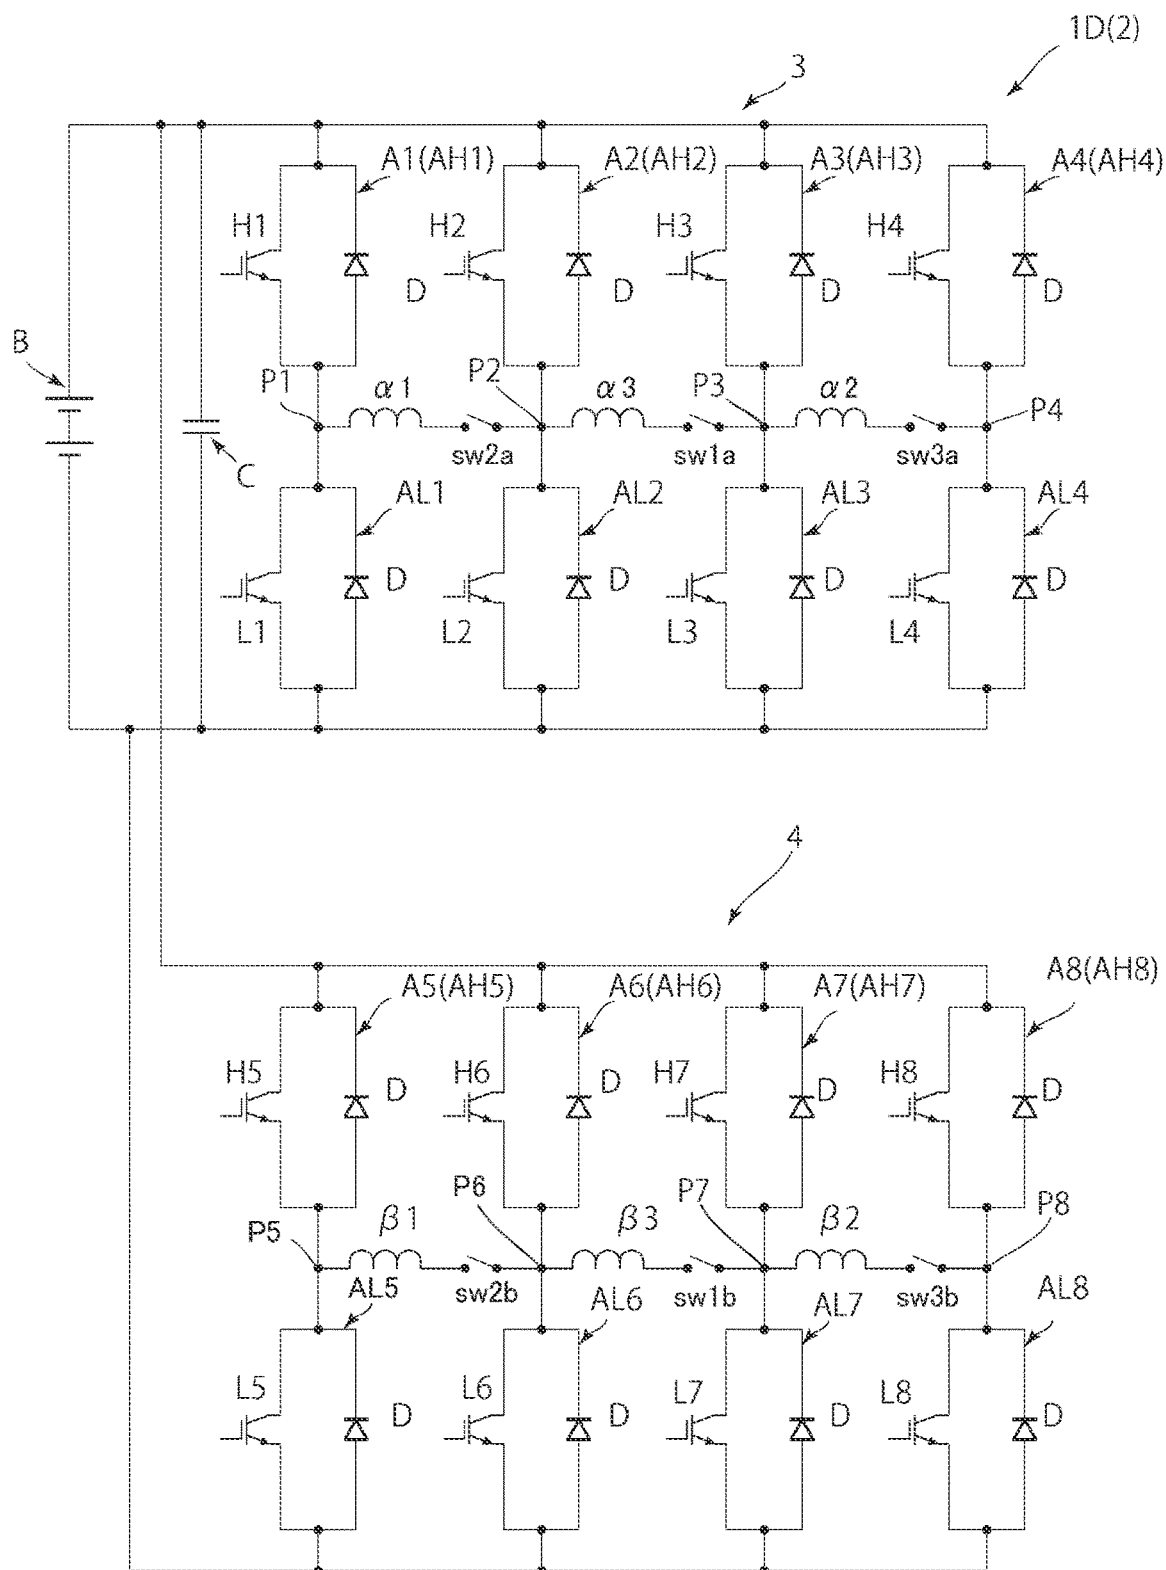 1D(2)
3
A1(AH1) A2(AH2) A3(AH3) A4(AH4)
H1 H2 H3 H4
D D D D
B
P1 α1 P2 α3 P3 α2 P4
sw2a sw1a sw3a
C
AL1 AL2 AL3 AL4
D D D D
L1 L2 L3 L4
4
A5(AH5) A6(AH6) A7(AH7) A8(AH8)
H5 H6 H7 H8
D D D D
P5 β1 P6 β3 P7 β2 P8
sw2b sw1b sw3b
AL5 AL6 AL7 AL8
L5 L6 L7 L8
D D D D